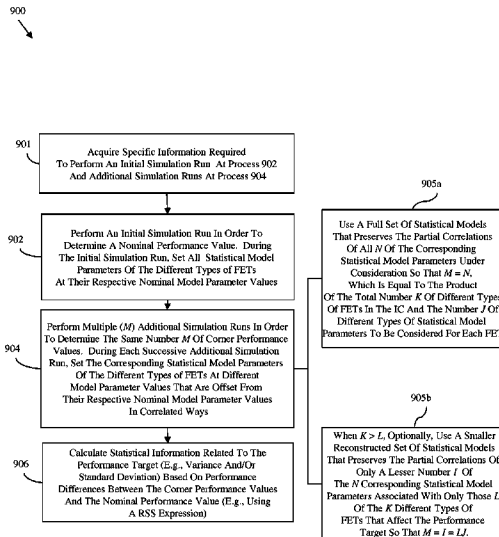 900
901
Acquire Specific Information Required
To Perform An Initial Simulation Run At Process 902
And Additional Simulation Runs At Process 904
902
Perform An Initial Simulation Run In Order To
Determine A Nominal Performance Value. During
The Initial Simulation Run, Set All Statistical Model
Parameters Of The Different Types of FETs
At Their Respective Nominal Model Parameter Values
904
Perform Multiple (M) Additional Simulation Runs In Order
To Determine The Same Number M Of Corner Performance
Values. During Each Successive Additional Simulation
Run, Set The Corresponding Statistical Model Parameters
Of The Different Types of FETs At Different
Model Parameter Values That Are Offset From
Their Respective Nominal Model Parameter Values
In Correlated Ways
906
Calculate Statistical Information Related To The
Performance Target (E.g., Variance And/Or
Standard Deviation) Based On Performance
Differences Between The Corner Performance Values
And The Nominal Performance Value (E.g., Using
A RSS Expression)
905a
Use A Full Set Of Statistical Models
That Preserves The Partial Correlations
Of All N Of The Corresponding
Statistical Model Parameters Under
Consideration So That M = N,
Which Is Equal To The Product
Of The Total Number K Of Different Types
Of FETs In The IC And The Number J Of
Different Types Of Statistical Model
Parameters To Be Considered For Each FET
905b
When K > L, Optionally, Use A Smaller
Reconstructed Set Of Statistical Models
That Preserves The Partial Correlations Of
Only A Lesser Number I Of
The N Corresponding Statistical Model
Parameters Associated With Only Those L
Of The K Different Types Of
FETs That Affect The Performance
Target So That M = I = LJ.